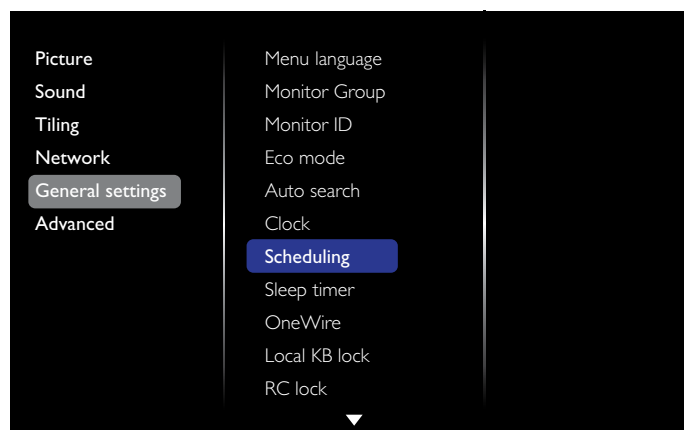 Picture
Sound
Tiling
Network
General settings
Advanced
Menu language
Monitor Group
Monitor ID
Eco mode
Auto search
Clock
Scheduling
Sleep timer
OneWire
Local KB lock
RC lock